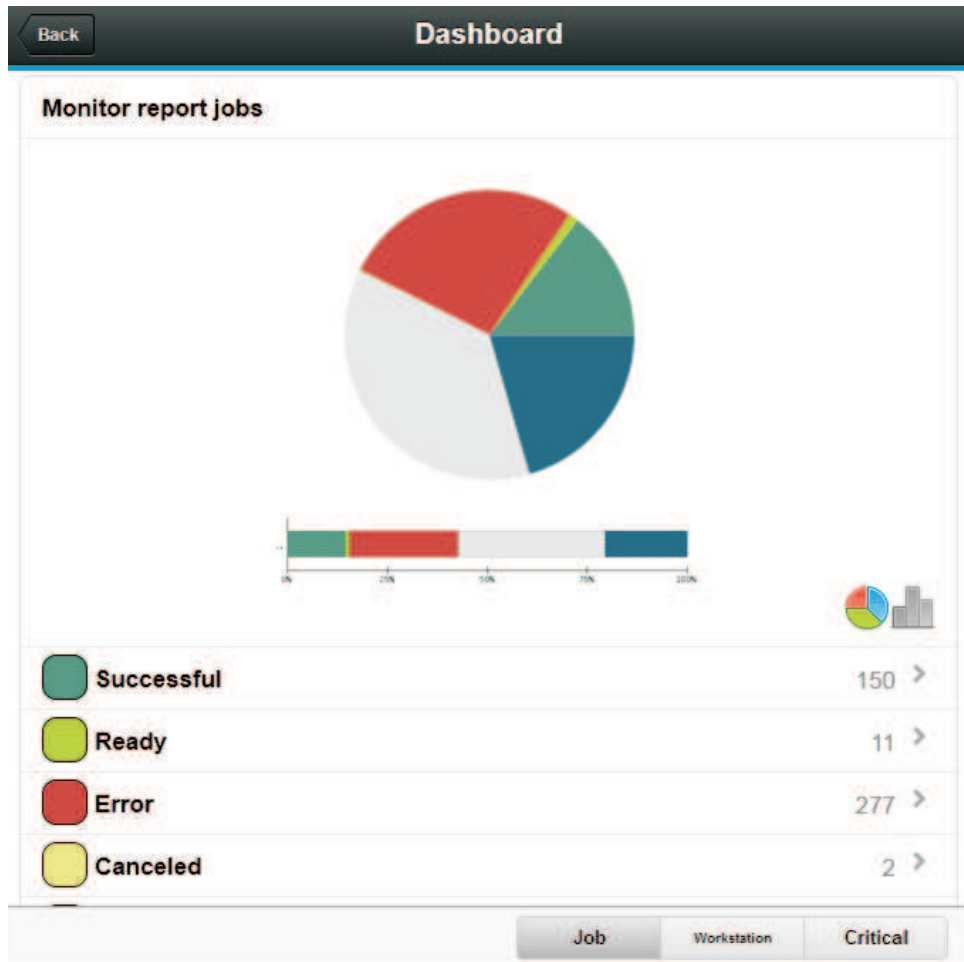 Back
Dashboard
Monitor report jobs
0% 25% 50% 75% 100%
Successful 150
Ready 11
Error 277
Canceled 2
Job Workstation Critical